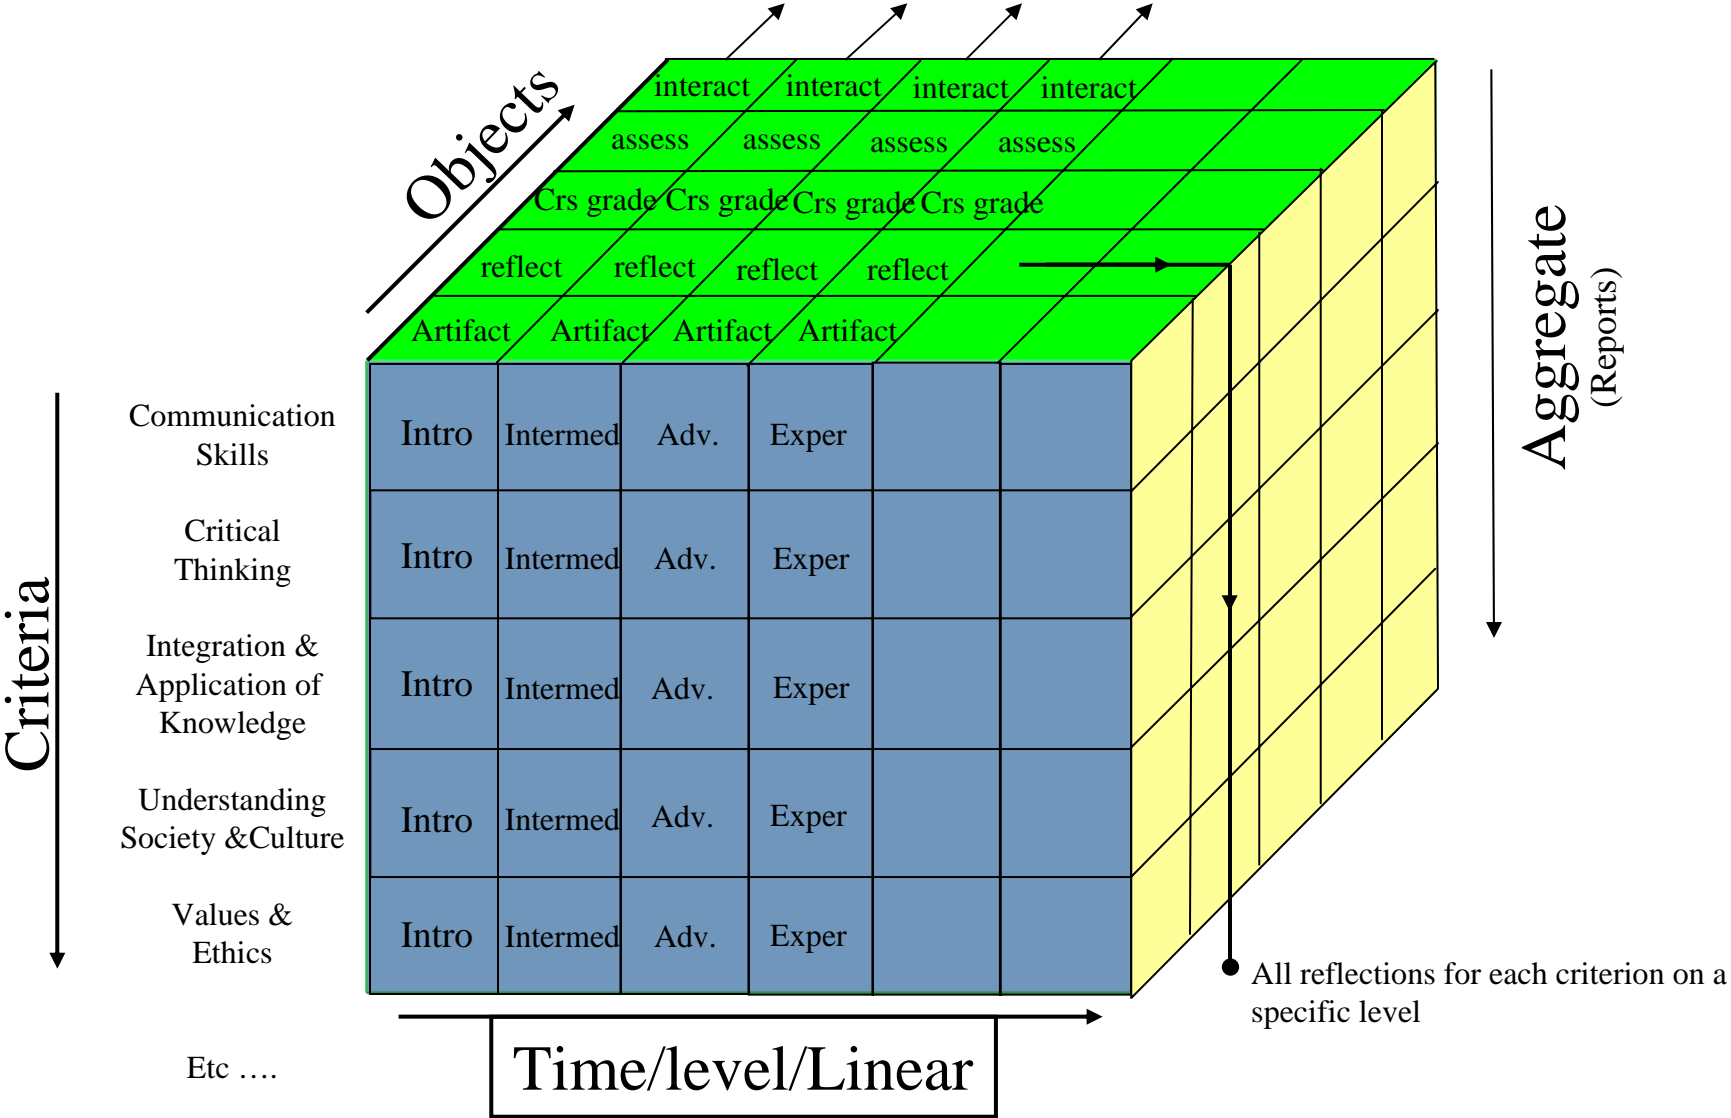 Objects
interact interact interact interact
assess assess assess assess
Crs grade Crs grade Crs grade Crs grade
reflect reflect reflect reflect
Artifact Artifact Artifact Artifact
Aggregate
(Reports)
Criteria
Communication
Skills
Intro Intermed Adv. Exper
Critical
Thinking
Intro Intermed Adv. Exper
Integration &
Application of
Knowledge
Intro Intermed Adv. Exper
Understanding
Society &Culture
Intro Intermed Adv. Exper
Values &
Ethics
Intro Intermed Adv. Exper
All reflections for each criterion on a
specific level
Etc ….
Time/level/Linear